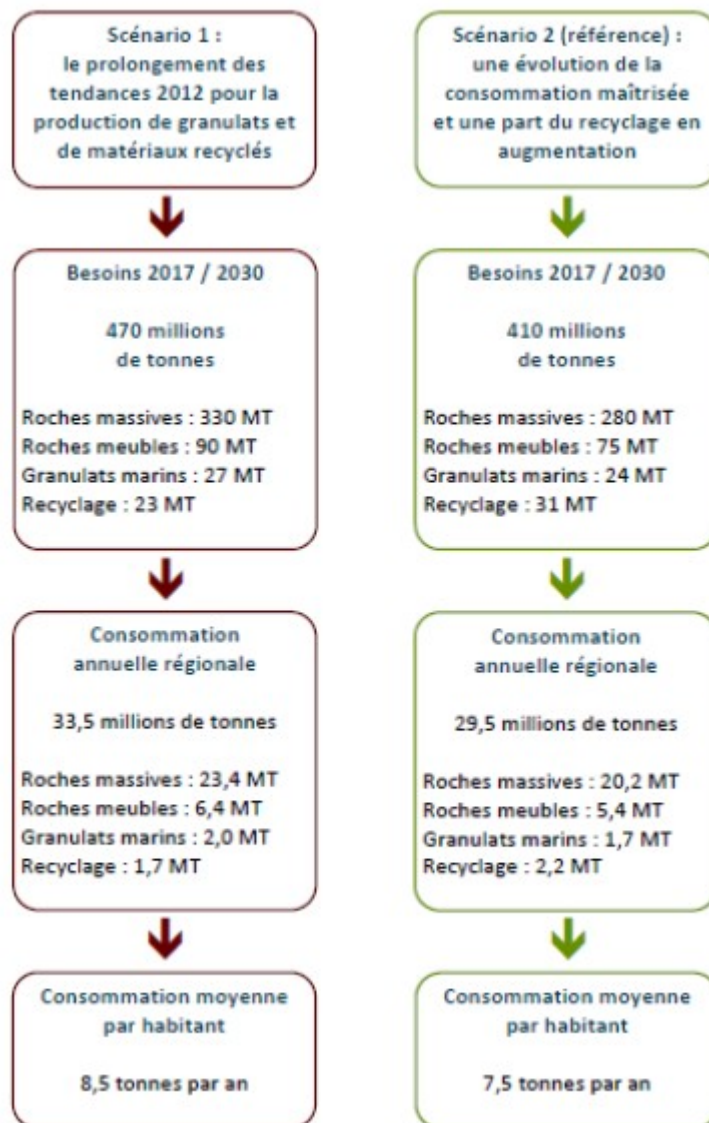 Scénario 1 :
le prolongement des
tendances 2012 pour la
production de granulats et
de matériaux recyclés
Besoins 2017 / 2030
470 millions
de tonnes
Roches massives : 330 MT
Roches meubles : 90 MT
Granulats marins : 27 MT
Recyclage : 23 MT
Consommation
annuelle régionale
33,5 millions de tonnes
Roches massives : 23,4 MT
Roches meubles : 6,4 MT
Granulats marins : 2,0 MT
Recyclage : 1,7 MT
Consommation moyenne
par habitant
8,5 tonnes par an
Scénario 2 (référence) :
une évolution de la
consommation maîtrisée
et une part du recyclage en
augmentation
Besoins 2017 / 2030
410 millions
de tonnes
Roches massives : 280 MT
Roches meubles : 75 MT
Granulats marins : 24 MT
Recyclage : 31 MT
Consommation
annuelle régionale
29,5 millions de tonnes
Roches massives : 20,2 MT
Roches meubles : 5,4 MT
Granulats marins : 1,7 MT
Recyclage : 2,2 MT
Consommation moyenne
par habitant
7,5 tonnes par an